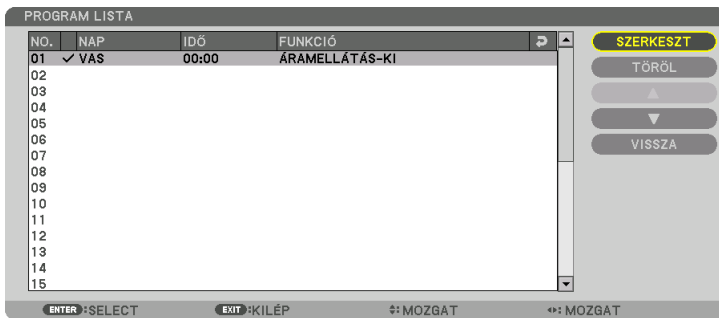 PROGRAM LISTA
NO. NAP IDŐ FUNKCIÓ
01 ✓ VAS 00:00 ÁRAMELLÁTÁS-KI
02
03
04
05
06
07
08
09
10
11
12
13
14
15
SZERKESZT
TÖRÖL
▲
▼
VISSZA
ENTER :SELECT EXIT :KILÉP :MOZGAT :MOZGAT